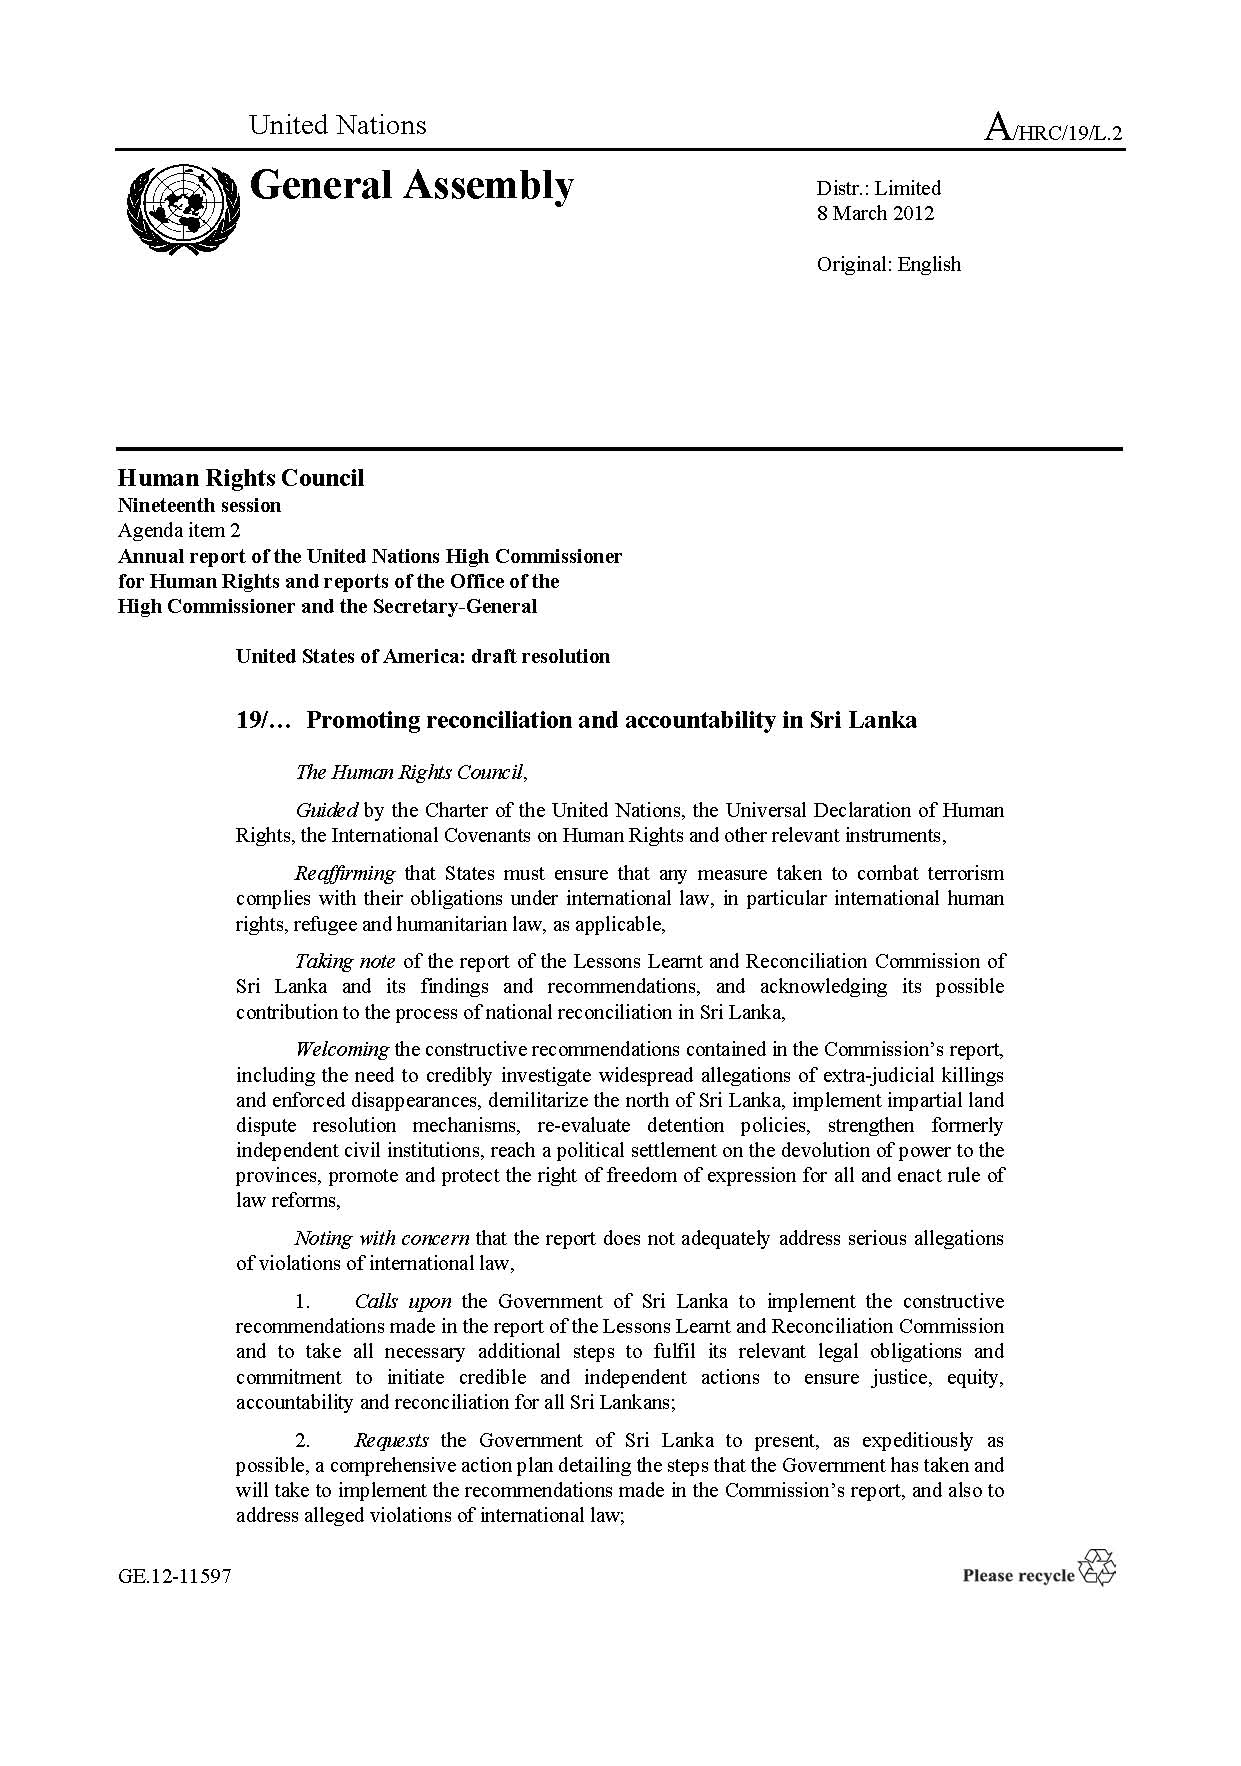 United Nations
A/HRC/19/L.2
General Assembly
Distr.: Limited
8 March 2012
Original: English
Human Rights Council
Nineteenth session
Agenda item 2
Annual report of the United Nations High Commissioner
for Human Rights and reports of the Office of the
High Commissioner and the Secretary-General
United States of America: draft resolution
19/… Promoting reconciliation and accountability in Sri Lanka
The Human Rights Council,
Guided by the Charter of the United Nations, the Universal Declaration of Human
Rights, the International Covenants on Human Rights and other relevant instruments,
Reaffirming that States must ensure that any measure taken to combat terrorism
complies with their obligations under international law, in particular international human
rights, refugee and humanitarian law, as applicable,
Taking note of the report of the Lessons Learnt and Reconciliation Commission of
Sri Lanka and its findings and recommendations, and acknowledging its possible
contribution to the process of national reconciliation in Sri Lanka,
Welcoming the constructive recommendations contained in the Commission’s report,
including the need to credibly investigate widespread allegations of extra-judicial killings
and enforced disappearances, demilitarize the north of Sri Lanka, implement impartial land
dispute resolution mechanisms, re-evaluate detention policies, strengthen formerly
independent civil institutions, reach a political settlement on the devolution of power to the
provinces, promote and protect the right of freedom of expression for all and enact rule of
law reforms,
Noting with concern that the report does not adequately address serious allegations
of violations of international law,
1. Calls upon the Government of Sri Lanka to implement the constructive
recommendations made in the report of the Lessons Learnt and Reconciliation Commission
and to take all necessary additional steps to fulfil its relevant legal obligations and
commitment to initiate credible and independent actions to ensure justice, equity,
accountability and reconciliation for all Sri Lankans;
2. Requests the Government of Sri Lanka to present, as expeditiously as
possible, a comprehensive action plan detailing the steps that the Government has taken and
will take to implement the recommendations made in the Commission’s report, and also to
address alleged violations of international law;
GE.12-11597
Please recycle